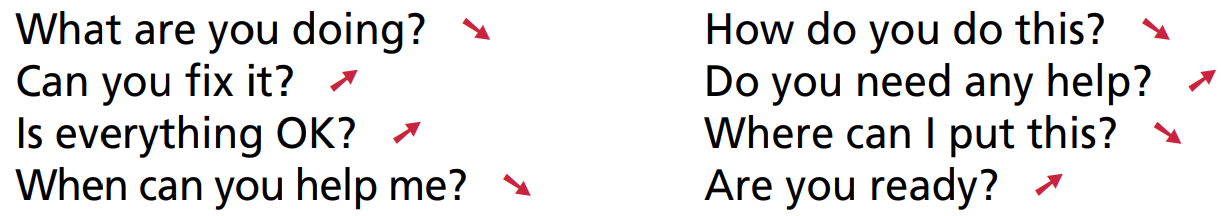 What are you doing?
Can you fix it?
Is everything OK?
When can you help me?
How do you do this?
Do you need any help?
Where can I put this?
Are you ready?